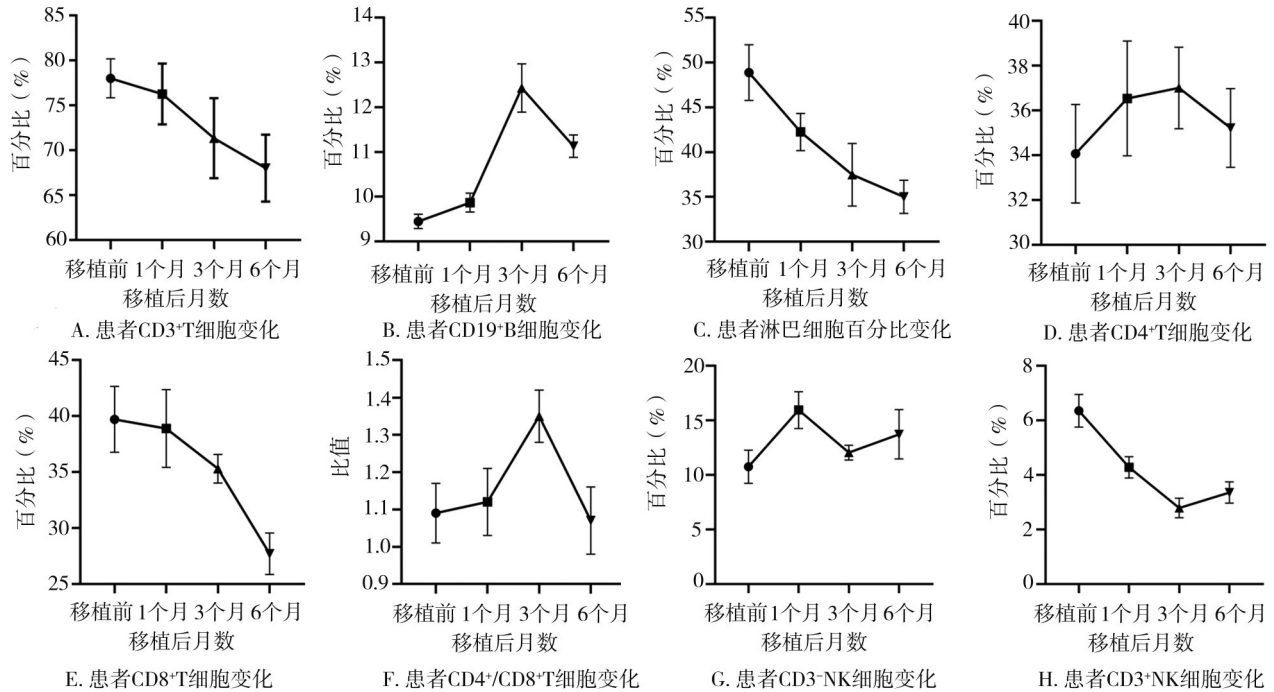 85
80
75
70
65
60
百分比（%）
移植前 1个月 3个月 6个月
移植后月数
A. 患者CD3⁺T细胞变化
14
13
12
11
10
9
百分比（%）
移植前 1个月 3个月 6个月
移植后月数
B. 患者CD19⁺B细胞变化
55
50
45
40
35
30
百分比（%）
移植前 1个月 3个月 6个月
移植后月数
C. 患者淋巴细胞百分比变化
40
38
36
34
32
30
百分比（%）
移植前 1个月 3个月 6个月
移植后月数
D. 患者CD4⁺T细胞变化
45
40
35
30
25
百分比（%）
移植前 1个月 3个月 6个月
移植后月数
E. 患者CD8⁺T细胞变化
1.5
1.4
1.3
1.2
1.1
1.0
0.9
比值
移植前 1个月 3个月 6个月
移植后月数
F. 患者CD4⁺/CD8⁺T细胞变化
20
15
10
5
0
百分比（%）
移植前 1个月 3个月 6个月
移植后月数
G. 患者CD3⁻NK细胞变化
8
6
4
2
0
百分比（%）
移植前 1个月 3个月 6个月
移植后月数
H. 患者CD3⁺NK细胞变化